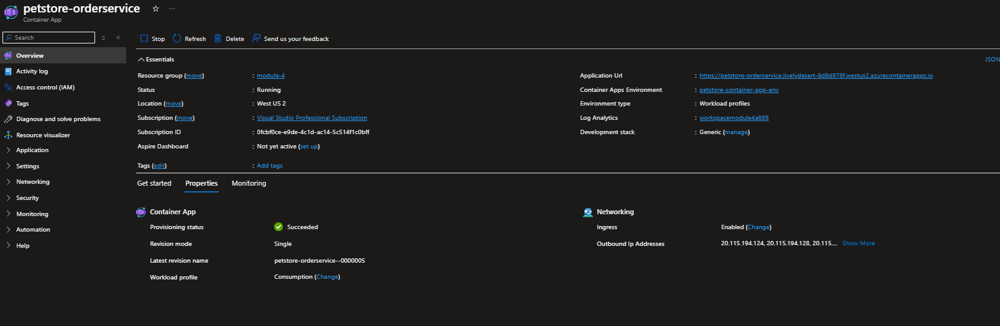 petstore-orderservice
Container App
Search
Stop Refresh Delete Send us your feedback
Overview
Activity log
Access control (IAM)
Tags
Diagnose and solve problems
Resource visualizer
Application
Settings
Networking
Security
Monitoring
Automation
Help
Essentials
JSON
Resource group (move) : module-4
Status : Running
Location (move) : West US 2
Subscription (move) : Visual Studio Professional Subscription
Subscription ID : 0fcbf0ce-e9de-4c1d-ac14-5c514f1c0bff
Aspire Dashboard : Not yet active (set up)
Tags (edit) : Add tags
Application Url : https://petstore-orderservice.livelydesert-8d8d978f.westus2.azurecontainerapps.io
Container Apps Environment : petstore-container-app-env
Environment type : Workload profiles
Log Analytics : workspacemodule4a886
Development stack : Generic (manage)
Get started Properties Monitoring
Container App
Provisioning status Succeeded
Revision mode Single
Latest revision name petstore-orderservice--0000005
Workload profile Consumption (Change)
Networking
Ingress Enabled (Change)
Outbound Ip Addresses 20.115.194.124, 20.115.194.128, 20.115.... Show More